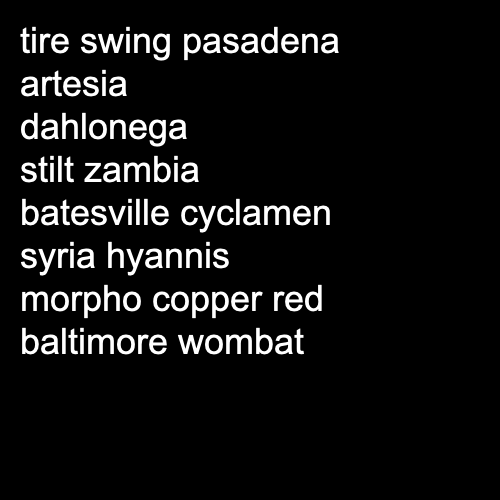 tire swing pasadena
artesia
dahlonega
stilt zambia
batesville cyclamen
syria hyannis
morpho copper red
baltimore wombat